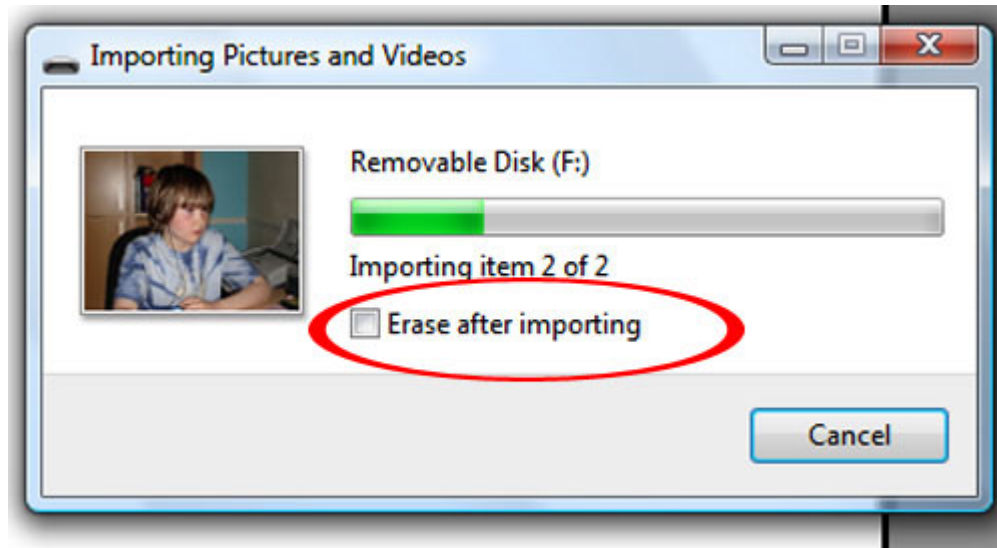 Importing Pictures and Videos
Removable Disk (F:)
Importing item 2 of 2
Erase after importing
Cancel